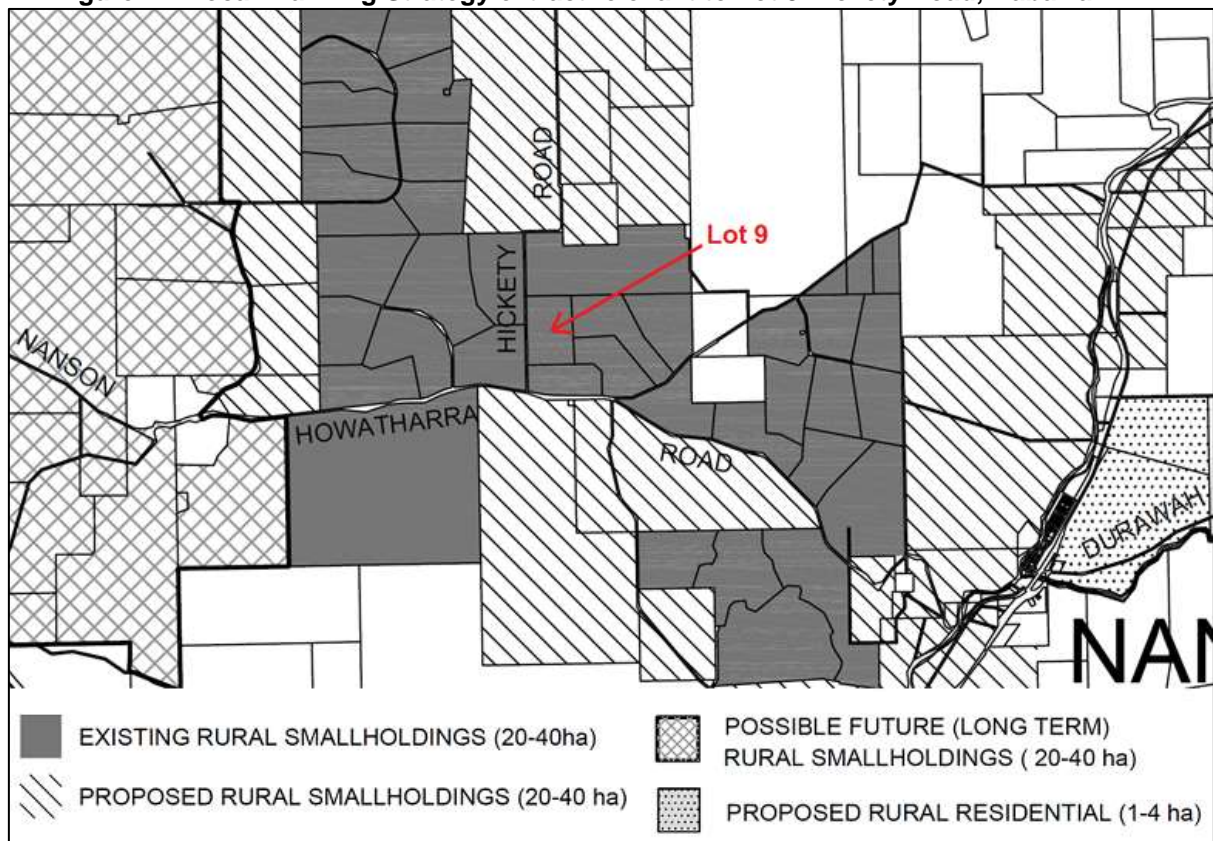 ROAD
Lot 9
HICKETY
NANSON
HOWATHARRA
ROAD
DURAWAH
NAN
EXISTING RURAL SMALLHOLDINGS (20-40ha)
PROPOSED RURAL SMALLHOLDINGS (20-40 ha)
POSSIBLE FUTURE (LONG TERM)
RURAL SMALLHOLDINGS ( 20-40 ha)
PROPOSED RURAL RESIDENTIAL (1-4 ha)